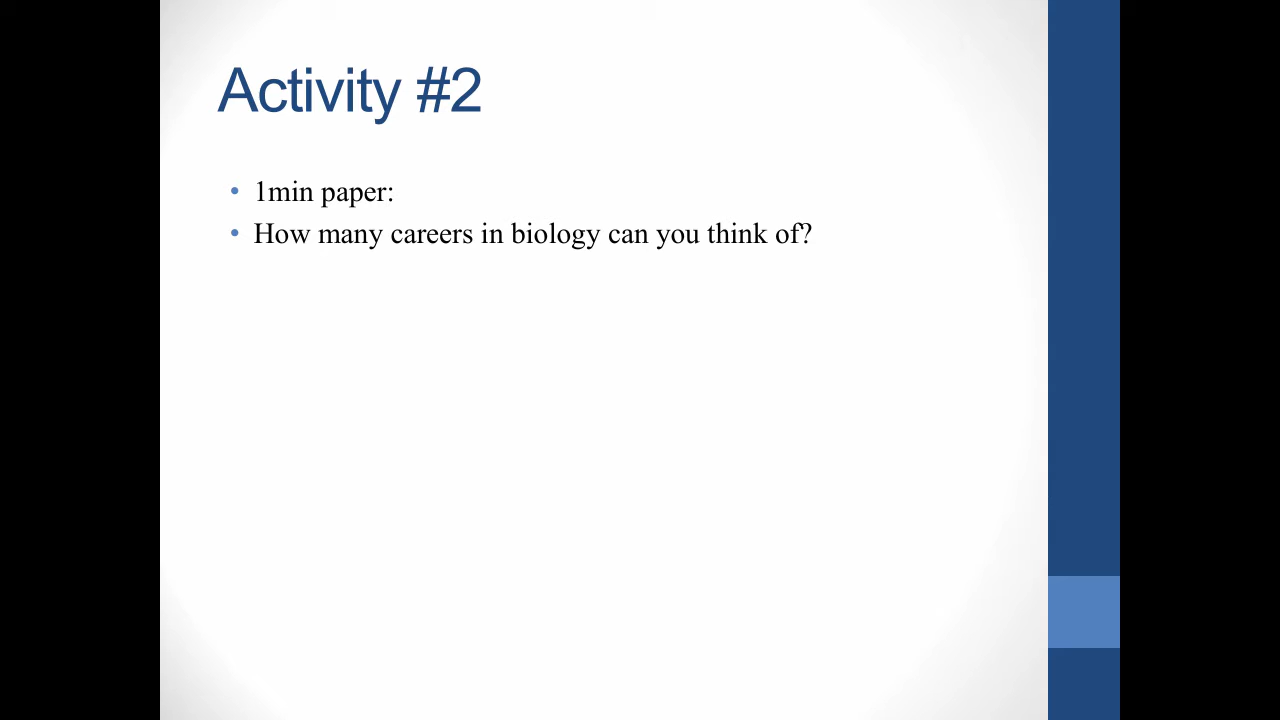 Activity #2
• 1min paper:
• How many careers in biology can you think of?